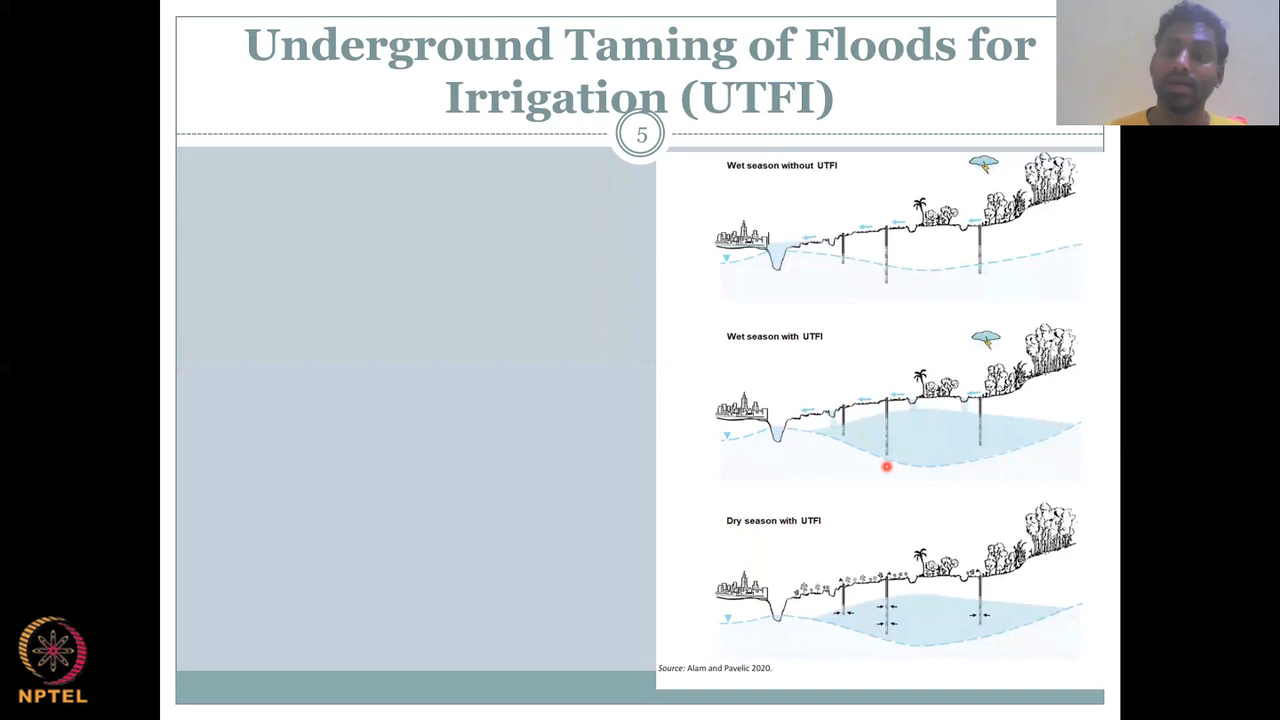 Underground Taming of Floods for
Irrigation (UTFI)
5
Wet season without UTFI
Wet season with UTFI
Dry season with UTFI
Source: Alam and Pavelic 2020.
NPTEL